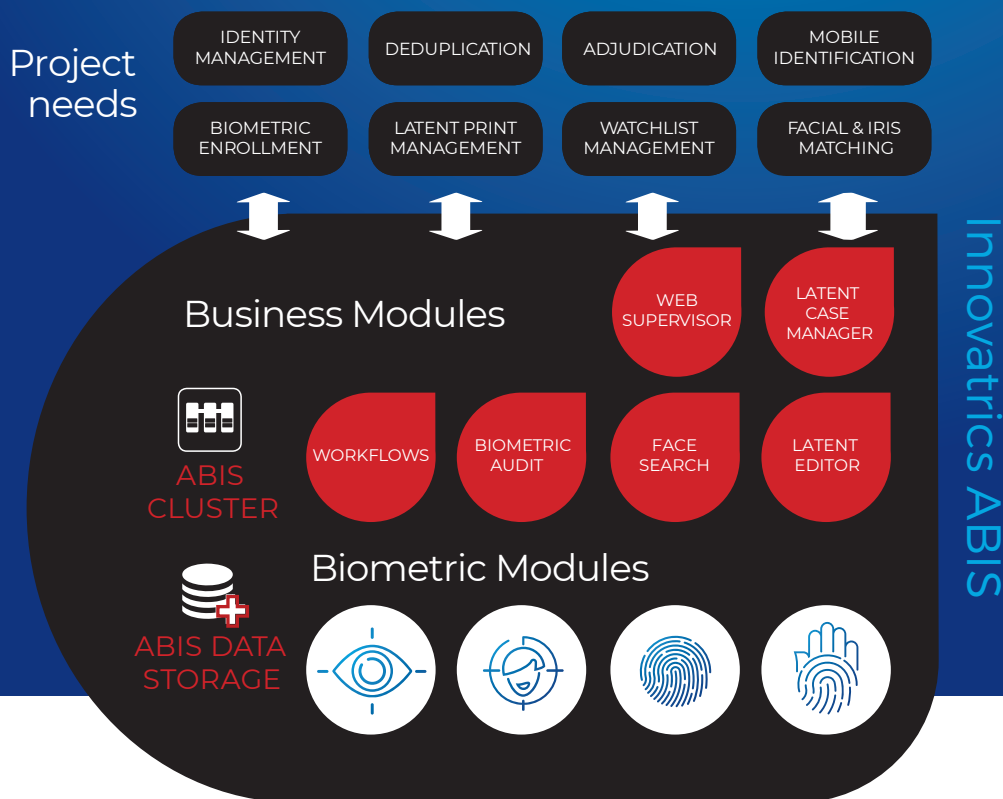 Project
needs
IDENTITY
MANAGEMENT
DEDUPLICATION
ADJUDICATION
MOBILE
IDENTIFICATION
BIOMETRIC
ENROLLMENT
LATENT PRINT
MANAGEMENT
WATCHLIST
MANAGEMENT
FACIAL & IRIS
MATCHING
Innovatrics ABIS
Business Modules
WEB
SUPERVISOR
LATENT
CASE
MANAGER
ABIS
CLUSTER
WORKFLOWS
BIOMETRIC
AUDIT
FACE
SEARCH
LATENT
EDITOR
Biometric Modules
ABIS DATA
STORAGE